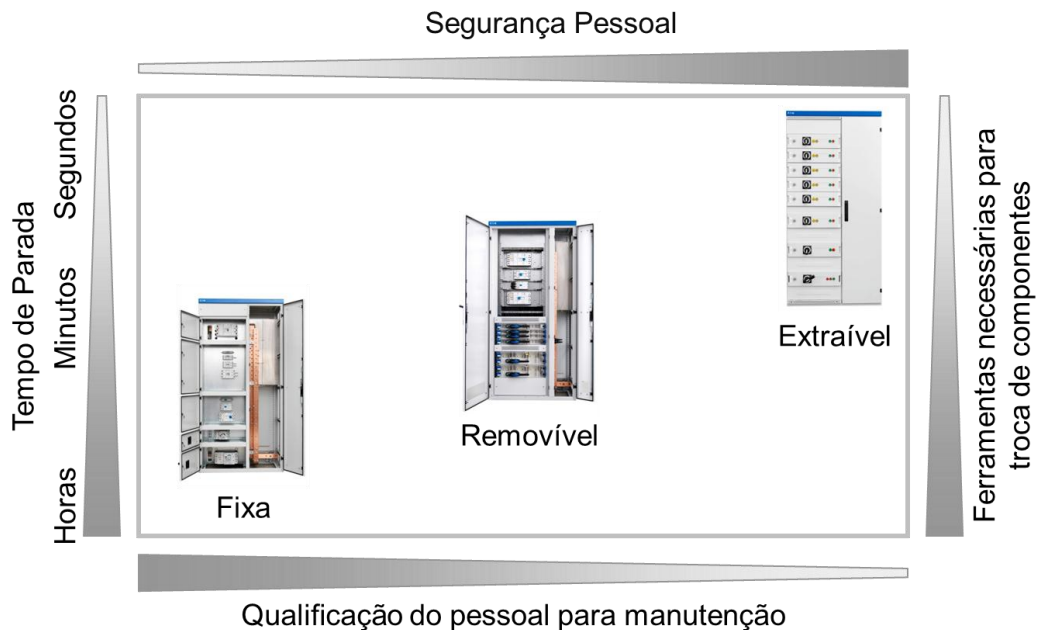 Segurança Pessoal
Tempo de Parada
Segundos
Minutos
Horas
Ferramentas necessárias para
troca de componentes
Extraível
Removível
Fixa
Qualificação do pessoal para manutenção